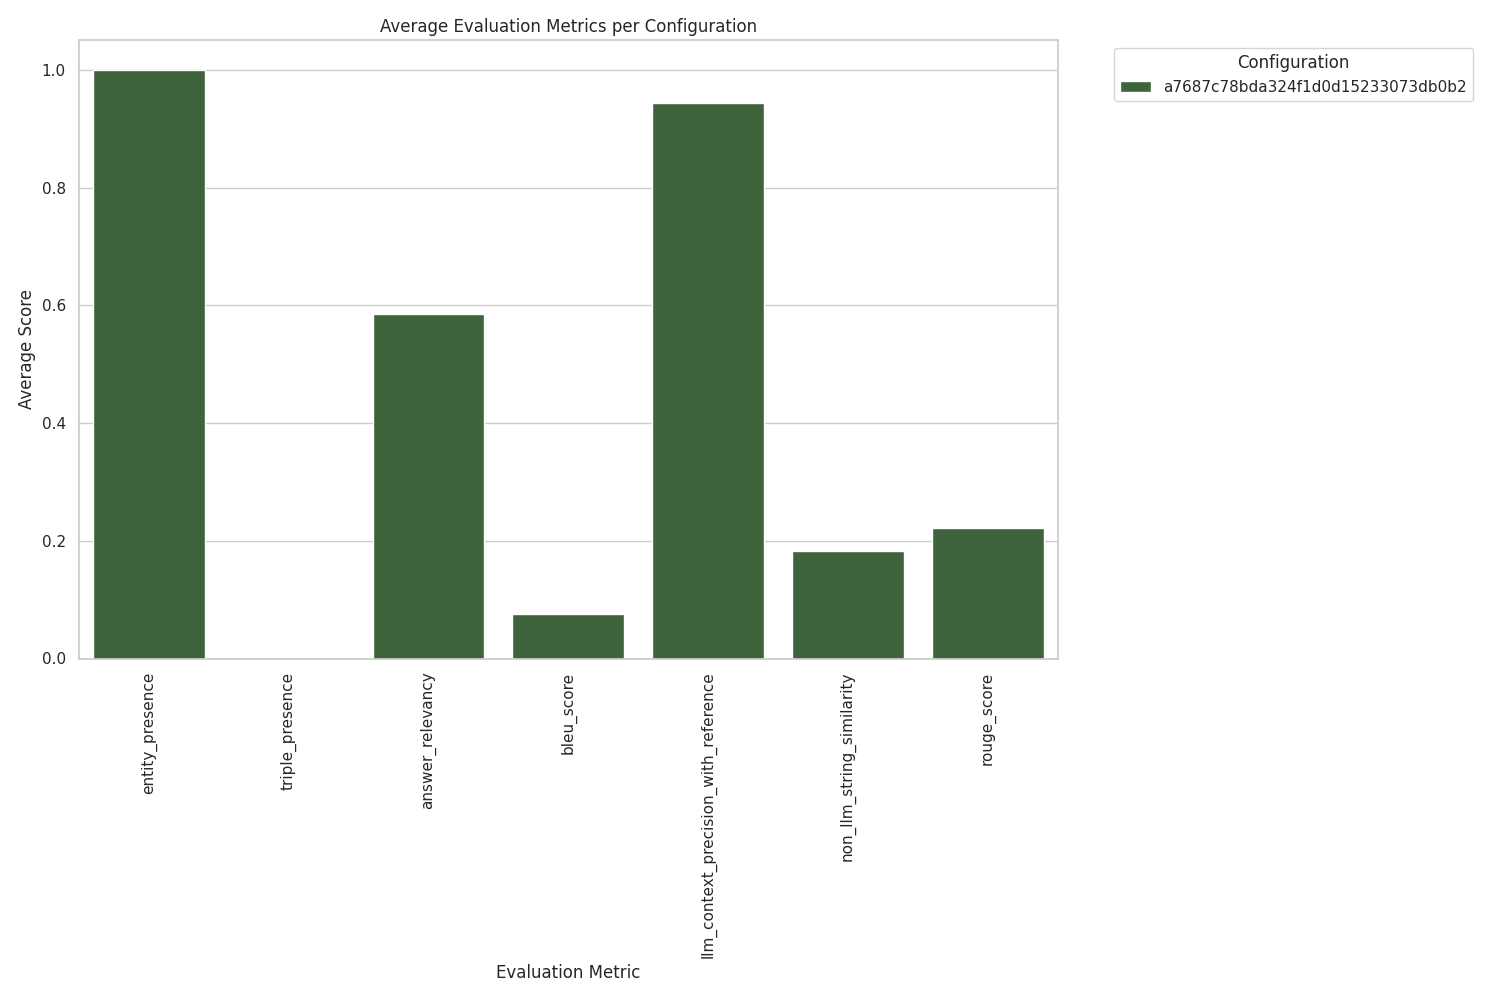 Average Evaluation Metrics per Configuration
Configuration
a7687c78bda324f1d0d15233073db0b2
Average Score
1.0
0.8
0.6
0.4
0.2
0.0
entity_presence
triple_presence
answer_relevancy
bleu_score
llm_context_precision_with_reference
non_llm_string_similarity
rouge_score
Evaluation Metric